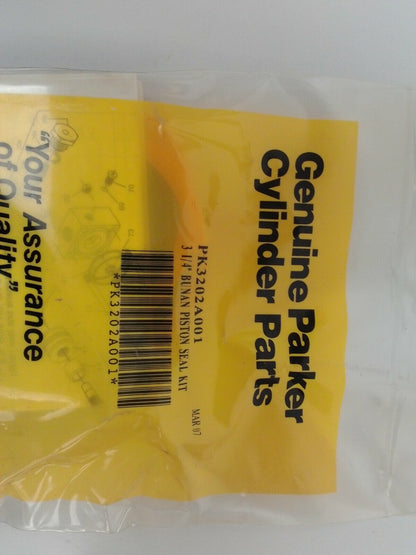 Genuine Parker
Cylinder Parts
PK3202A001
3 1/4" BUNAN PISTON SEAL KIT
MAR 07
*PK3202A001*
"Your Assurance
of Quality"